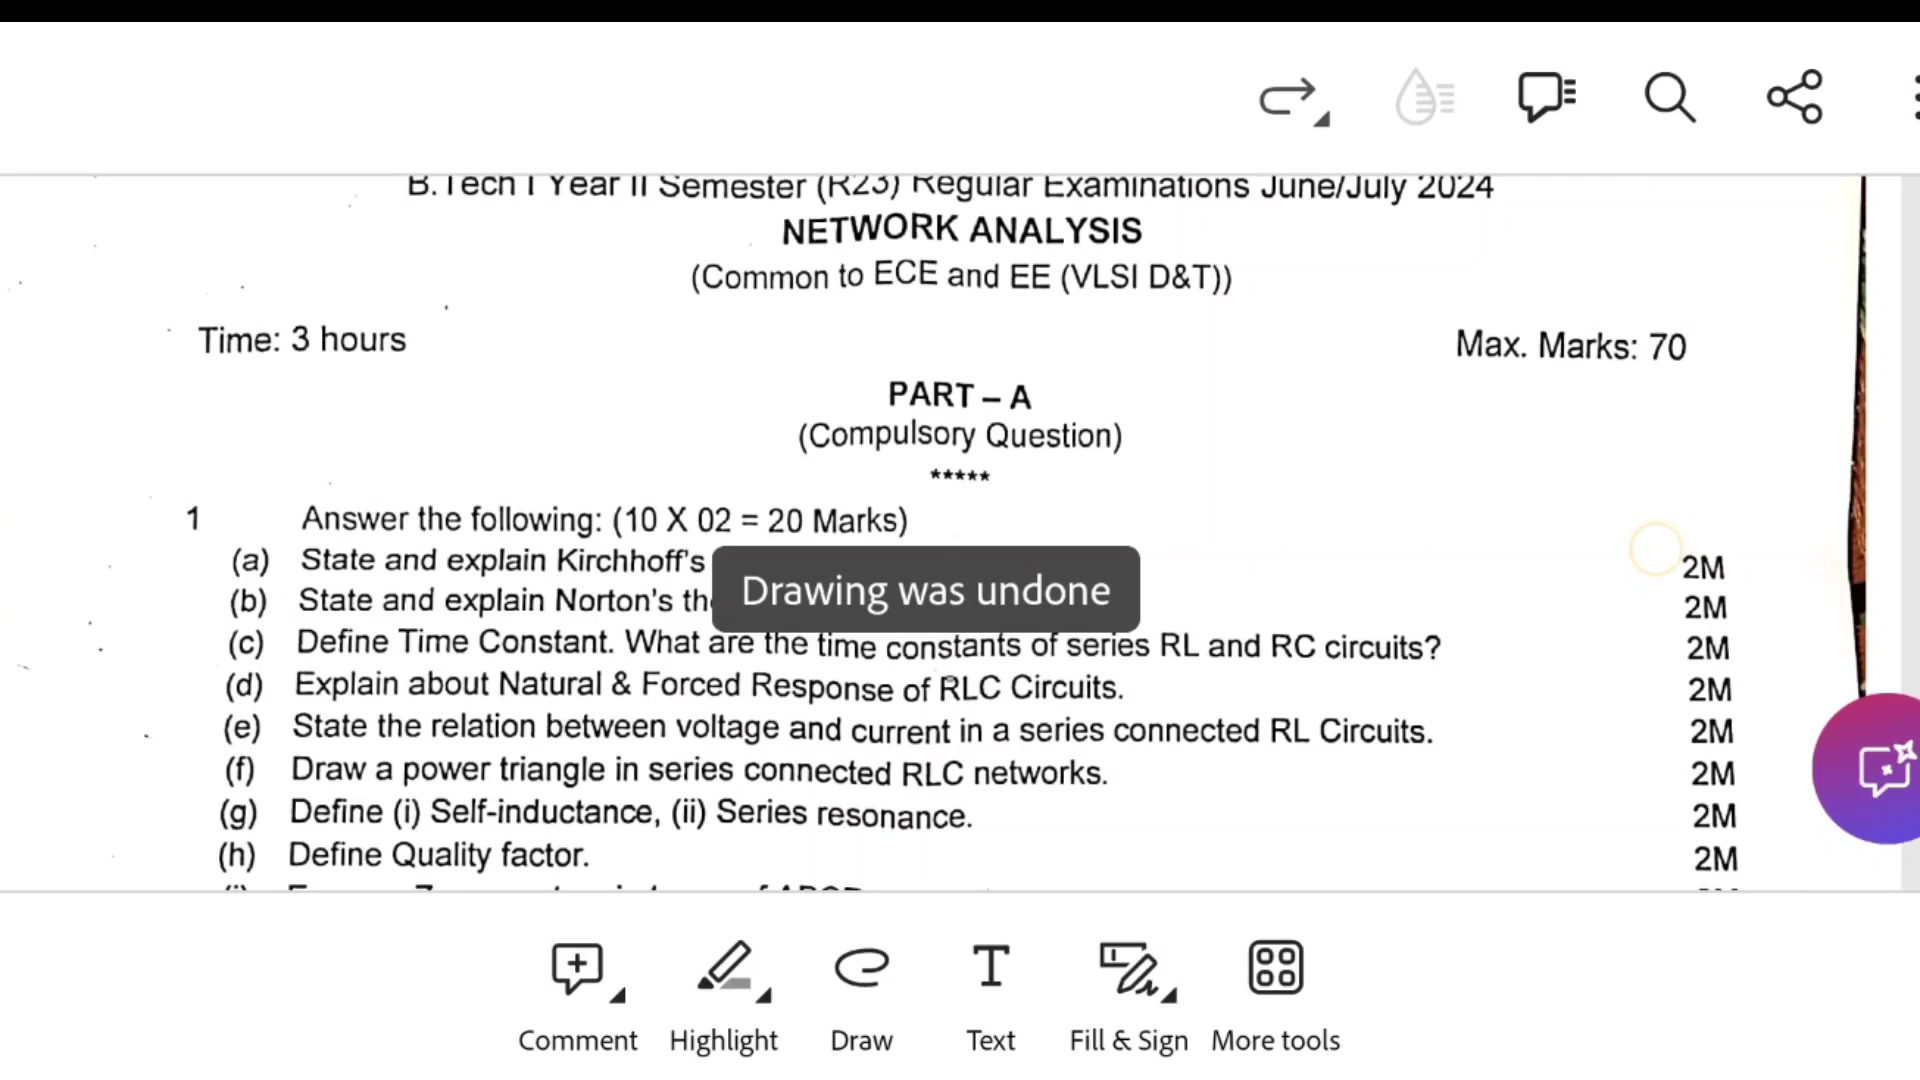 B.Tech I Year II Semester (R23) Regular Examinations June/July 2024
NETWORK ANALYSIS
(Common to ECE and EE (VLSI D&T))
Time: 3 hours
Max. Marks: 70
PART – A
(Compulsory Question)
*****
1 Answer the following: (10 X 02 = 20 Marks)
(a) State and explain Kirchhoff's 2M
Drawing was undone
(b) State and explain Norton's 2M
(c) Define Time Constant. What are the time constants of series RL and RC circuits? 2M
(d) Explain about Natural & Forced Response of RLC Circuits. 2M
(e) State the relation between voltage and current in a series connected RL Circuits. 2M
(f) Draw a power triangle in series connected RLC networks. 2M
(g) Define (i) Self-inductance, (ii) Series resonance. 2M
(h) Define Quality factor. 2M
Comment Highlight Draw Text Fill & Sign More tools